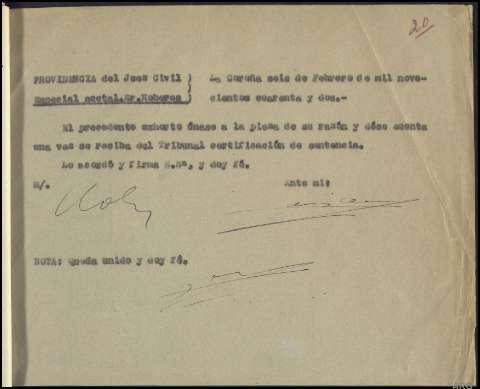 20
PROVIDENCIA del Juez Civil ) La Coruña seis de Febrero de mil nove-
Especial acctal.Sr.Roberes ) cientos cuarenta y dos.-
El precedente exhorto únase a la pieza de su razón y dése cuenta
una vez se reciba del Tribunal certificación de sentencia.
Lo acordó y firma S.Sª, y doy fé.
M/. Ante mi:
NOTA: Queda unido y doy fé.